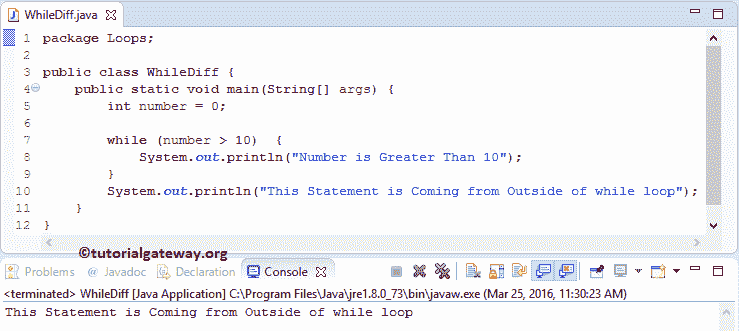 WhileDiff.java
1 package Loops;
2
3 public class WhileDiff {
4 public static void main(String[] args) {
5 int number = 0;
6
7 while (number > 10)  {
8 System.out.println("Number is Greater Than 10");
9 }
10 System.out.println("This Statement is Coming from Outside of while loop");
11 }
12 }
©tutorialgateway.org
Problems @ Javadoc Declaration Console
<terminated> WhileDiff [Java Application] C:\Program Files\Java\jre1.8.0_73\bin\javaw.exe (Mar 25, 2016, 11:30:23 AM)
This Statement is Coming from Outside of while loop